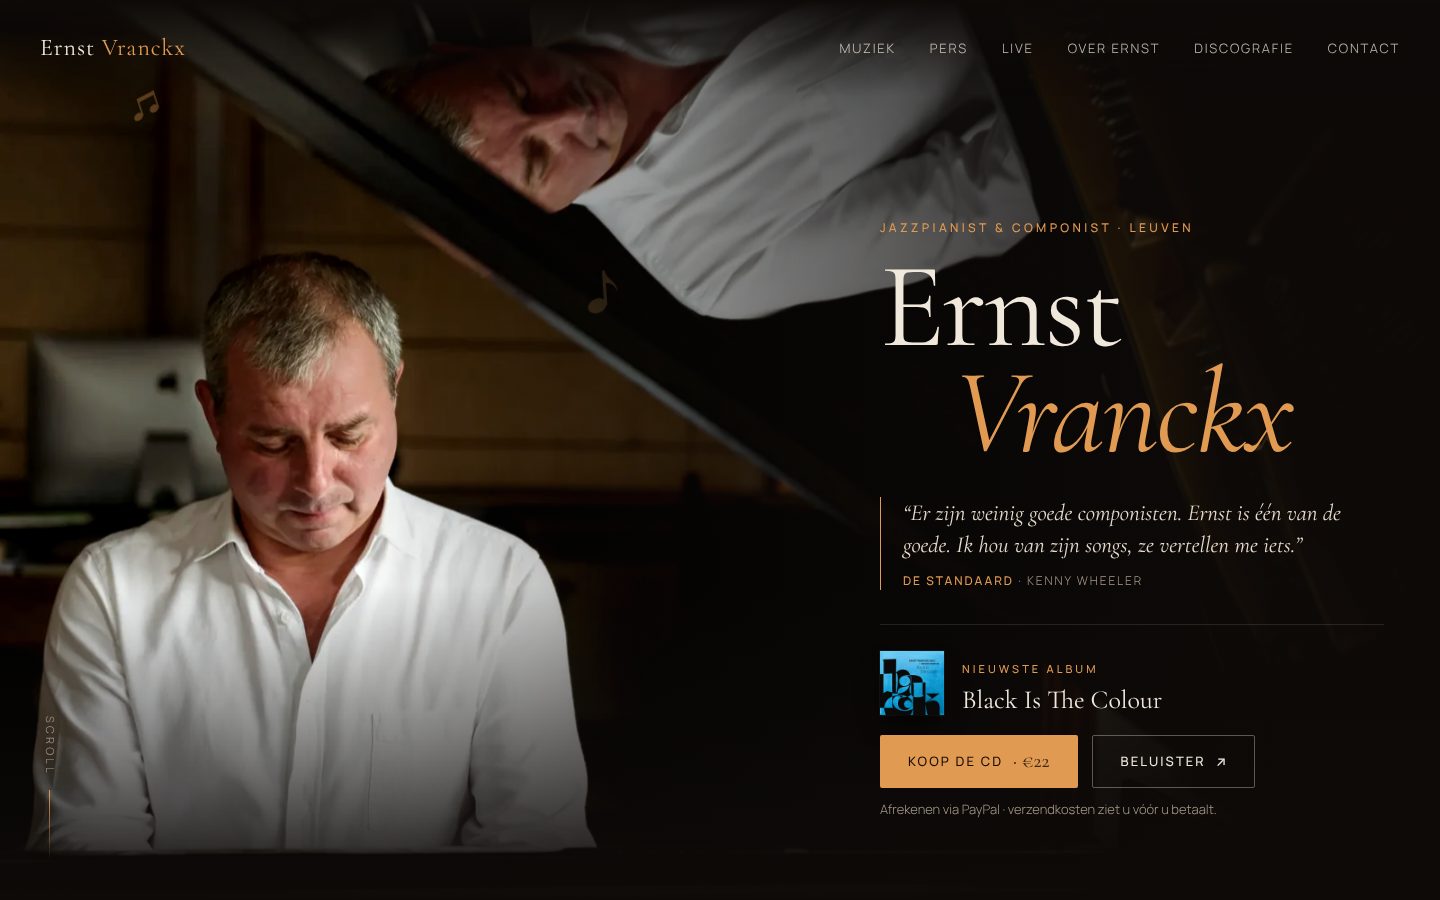 Ernst Vranckx
MUZIEK PERS LIVE OVER ERNST DISCOGRAFIE CONTACT
JAZZPIANIST & COMPONIST · LEUVEN
Ernst
Vranckx
“Er zijn weinig goede componisten. Ernst is één van de
goede. Ik hou van zijn songs, ze vertellen me iets.”
DE STANDAARD · KENNY WHEELER
NIEUWSTE ALBUM
Black Is The Colour
KOOP DE CD · €22
BELUISTER ↗
Afrekenen via PayPal · verzendkosten ziet u vóór u betaalt.
SCROLL